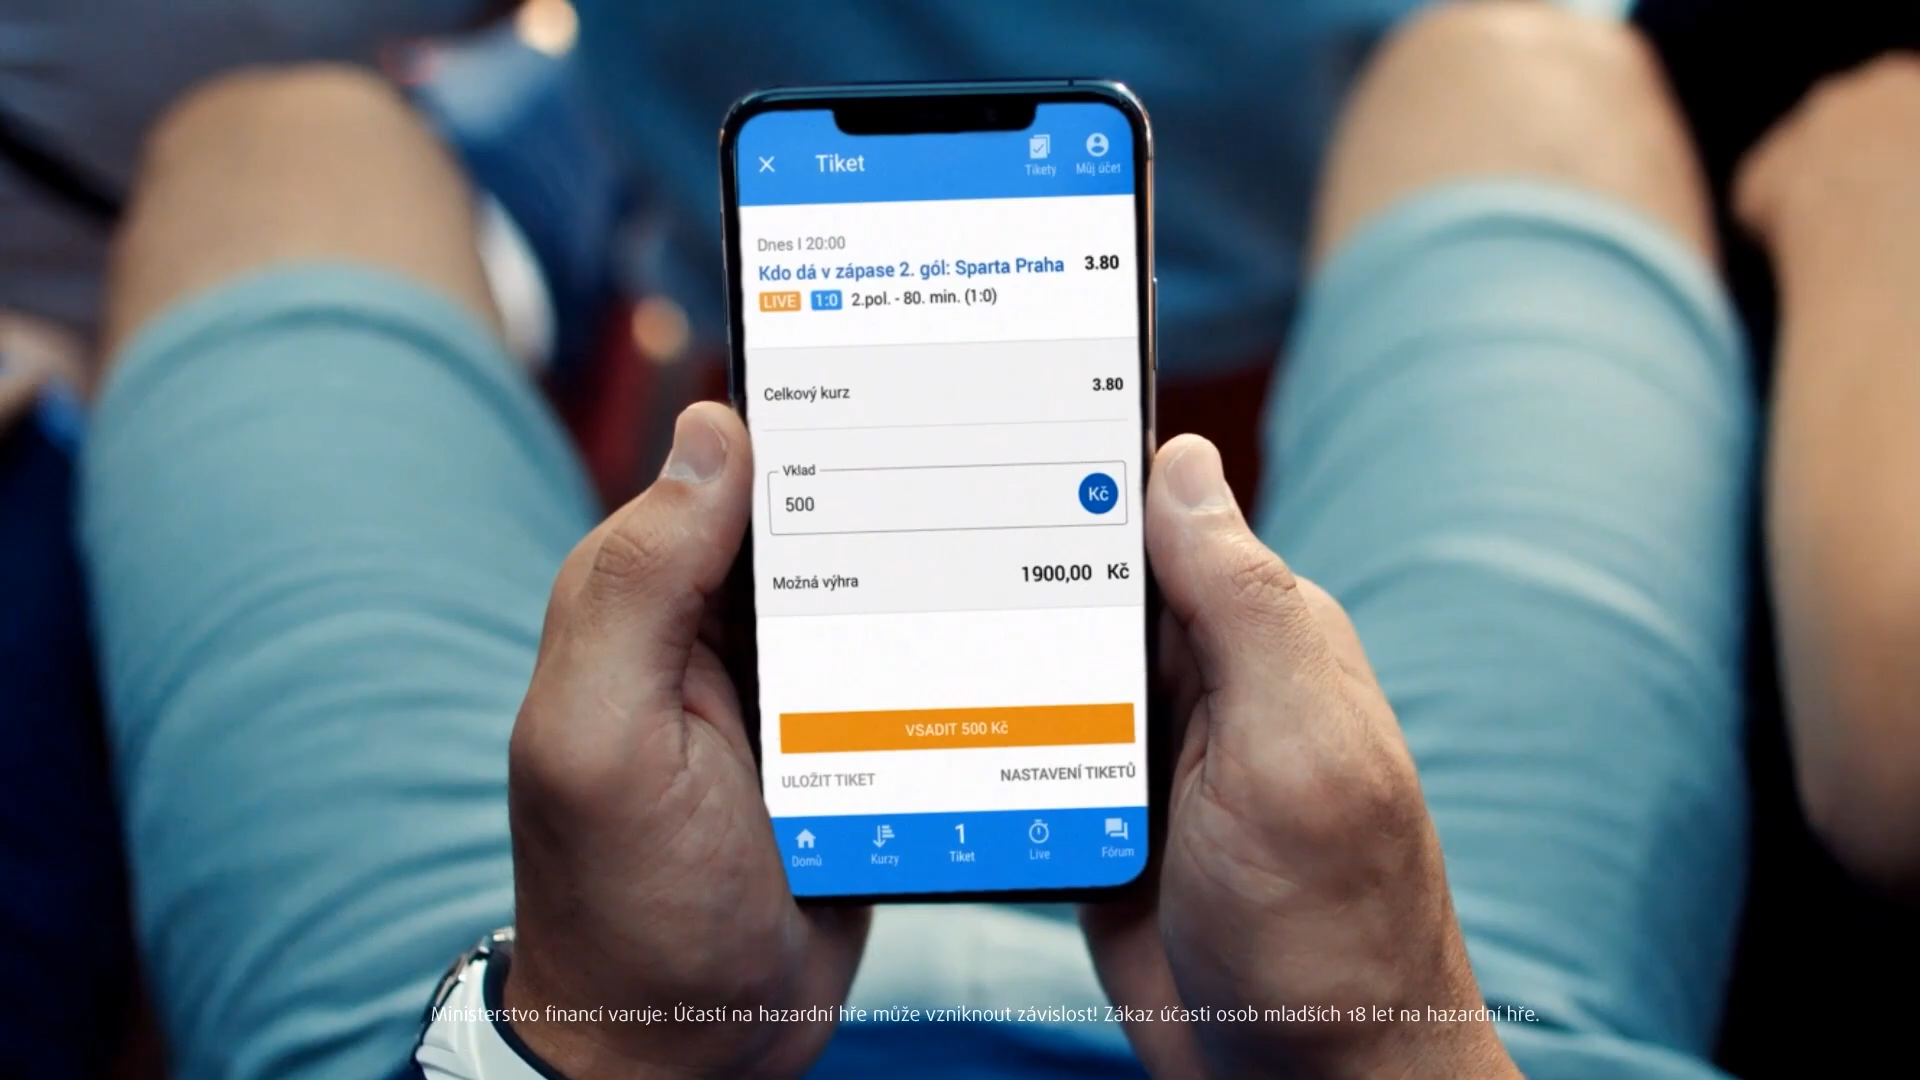 Tiket
Tikety
Můj účet
Dnes I 20:00
Kdo dá v zápase 2. gól: Sparta Praha 3.80
LIVE 1:0 2.pol. - 80. min. (1:0)
Celkový kurz 3.80
Vklad
500 Kč
Možná výhra 1900,00 Kč
VSADIT 500 Kč
ULOŽIT TIKET NASTAVENÍ TIKETŮ
1
Domů Kurzy Tiket Live Fórum
Ministerstvo financí varuje: Účastí na hazardní hře může vzniknout závislost! Zákaz účasti osob mladších 18 let na hazardní hře.